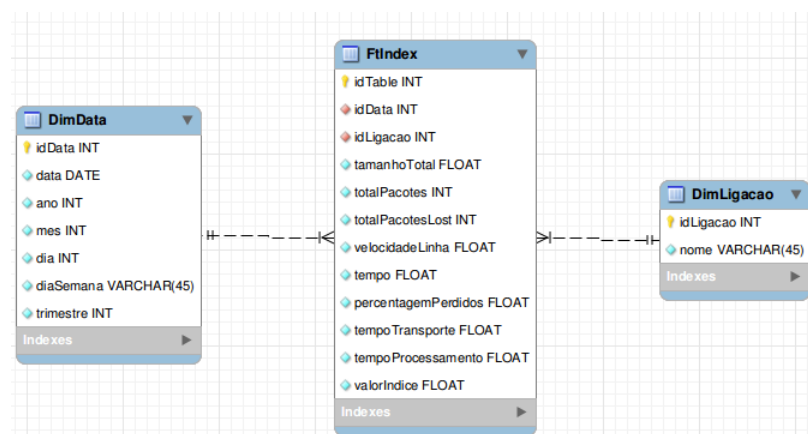 DimData
idData INT
data DATE
ano INT
mes INT
dia INT
diaSemana VARCHAR(45)
trimestre INT
Indexes
FtIndex
idTable INT
idData INT
idLigacao INT
tamanhoTotal FLOAT
totalPacotes INT
totalPacotesLost INT
velocidadeLinha FLOAT
tempo FLOAT
percentagemPerdidos FLOAT
tempoTransporte FLOAT
tempoProcessamento FLOAT
valorIndice FLOAT
Indexes
DimLigacao
idLigacao INT
nome VARCHAR(45)
Indexes